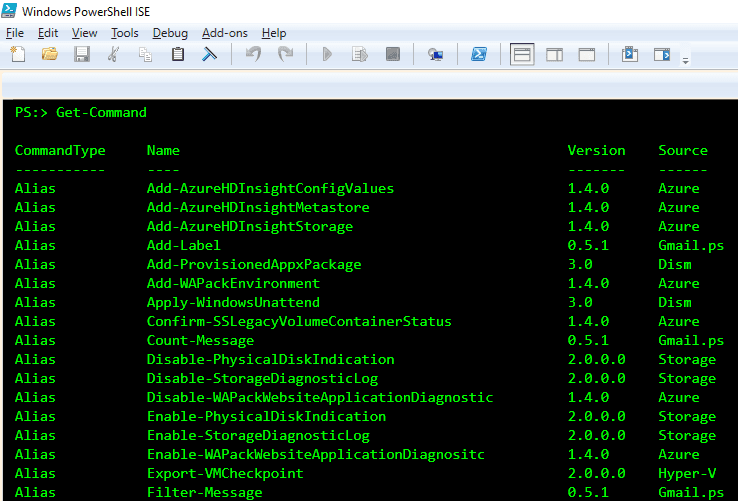 Windows PowerShell ISE
File Edit View Tools Debug Add-ons Help
PS:> Get-Command
CommandType Name Version Source
----------- ---- ------- ------
Alias Add-AzureHDInsightConfigValues 1.4.0 Azure
Alias Add-AzureHDInsightMetastore 1.4.0 Azure
Alias Add-AzureHDInsightStorage 1.4.0 Azure
Alias Add-Label 0.5.1 Gmail.ps
Alias Add-ProvisionedAppxPackage 3.0 Dism
Alias Add-WAPackEnvironment 1.4.0 Azure
Alias Apply-WindowsUnattend 3.0 Dism
Alias Confirm-SSLegacyVolumeContainerStatus 1.4.0 Azure
Alias Count-Message 0.5.1 Gmail.ps
Alias Disable-PhysicalDiskIndication 2.0.0.0 Storage
Alias Disable-StorageDiagnosticLog 2.0.0.0 Storage
Alias Disable-WAPackWebsiteApplicationDiagnostic 1.4.0 Azure
Alias Enable-PhysicalDiskIndication 2.0.0.0 Storage
Alias Enable-StorageDiagnosticLog 2.0.0.0 Storage
Alias Enable-WAPackWebsiteApplicationDiagnositc 1.4.0 Azure
Alias Export-VMCheckpoint 2.0.0.0 Hyper-V
Alias Filter-Message 0.5.1 Gmail.ps